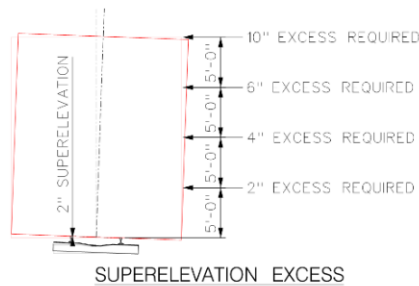 10" EXCESS REQUIRED
5'-0"
6" EXCESS REQUIRED
5'-0"
4" EXCESS REQUIRED
5'-0"
2" EXCESS REQUIRED
5'-0"
2" SUPERELEVATION
SUPERELEVATION EXCESS